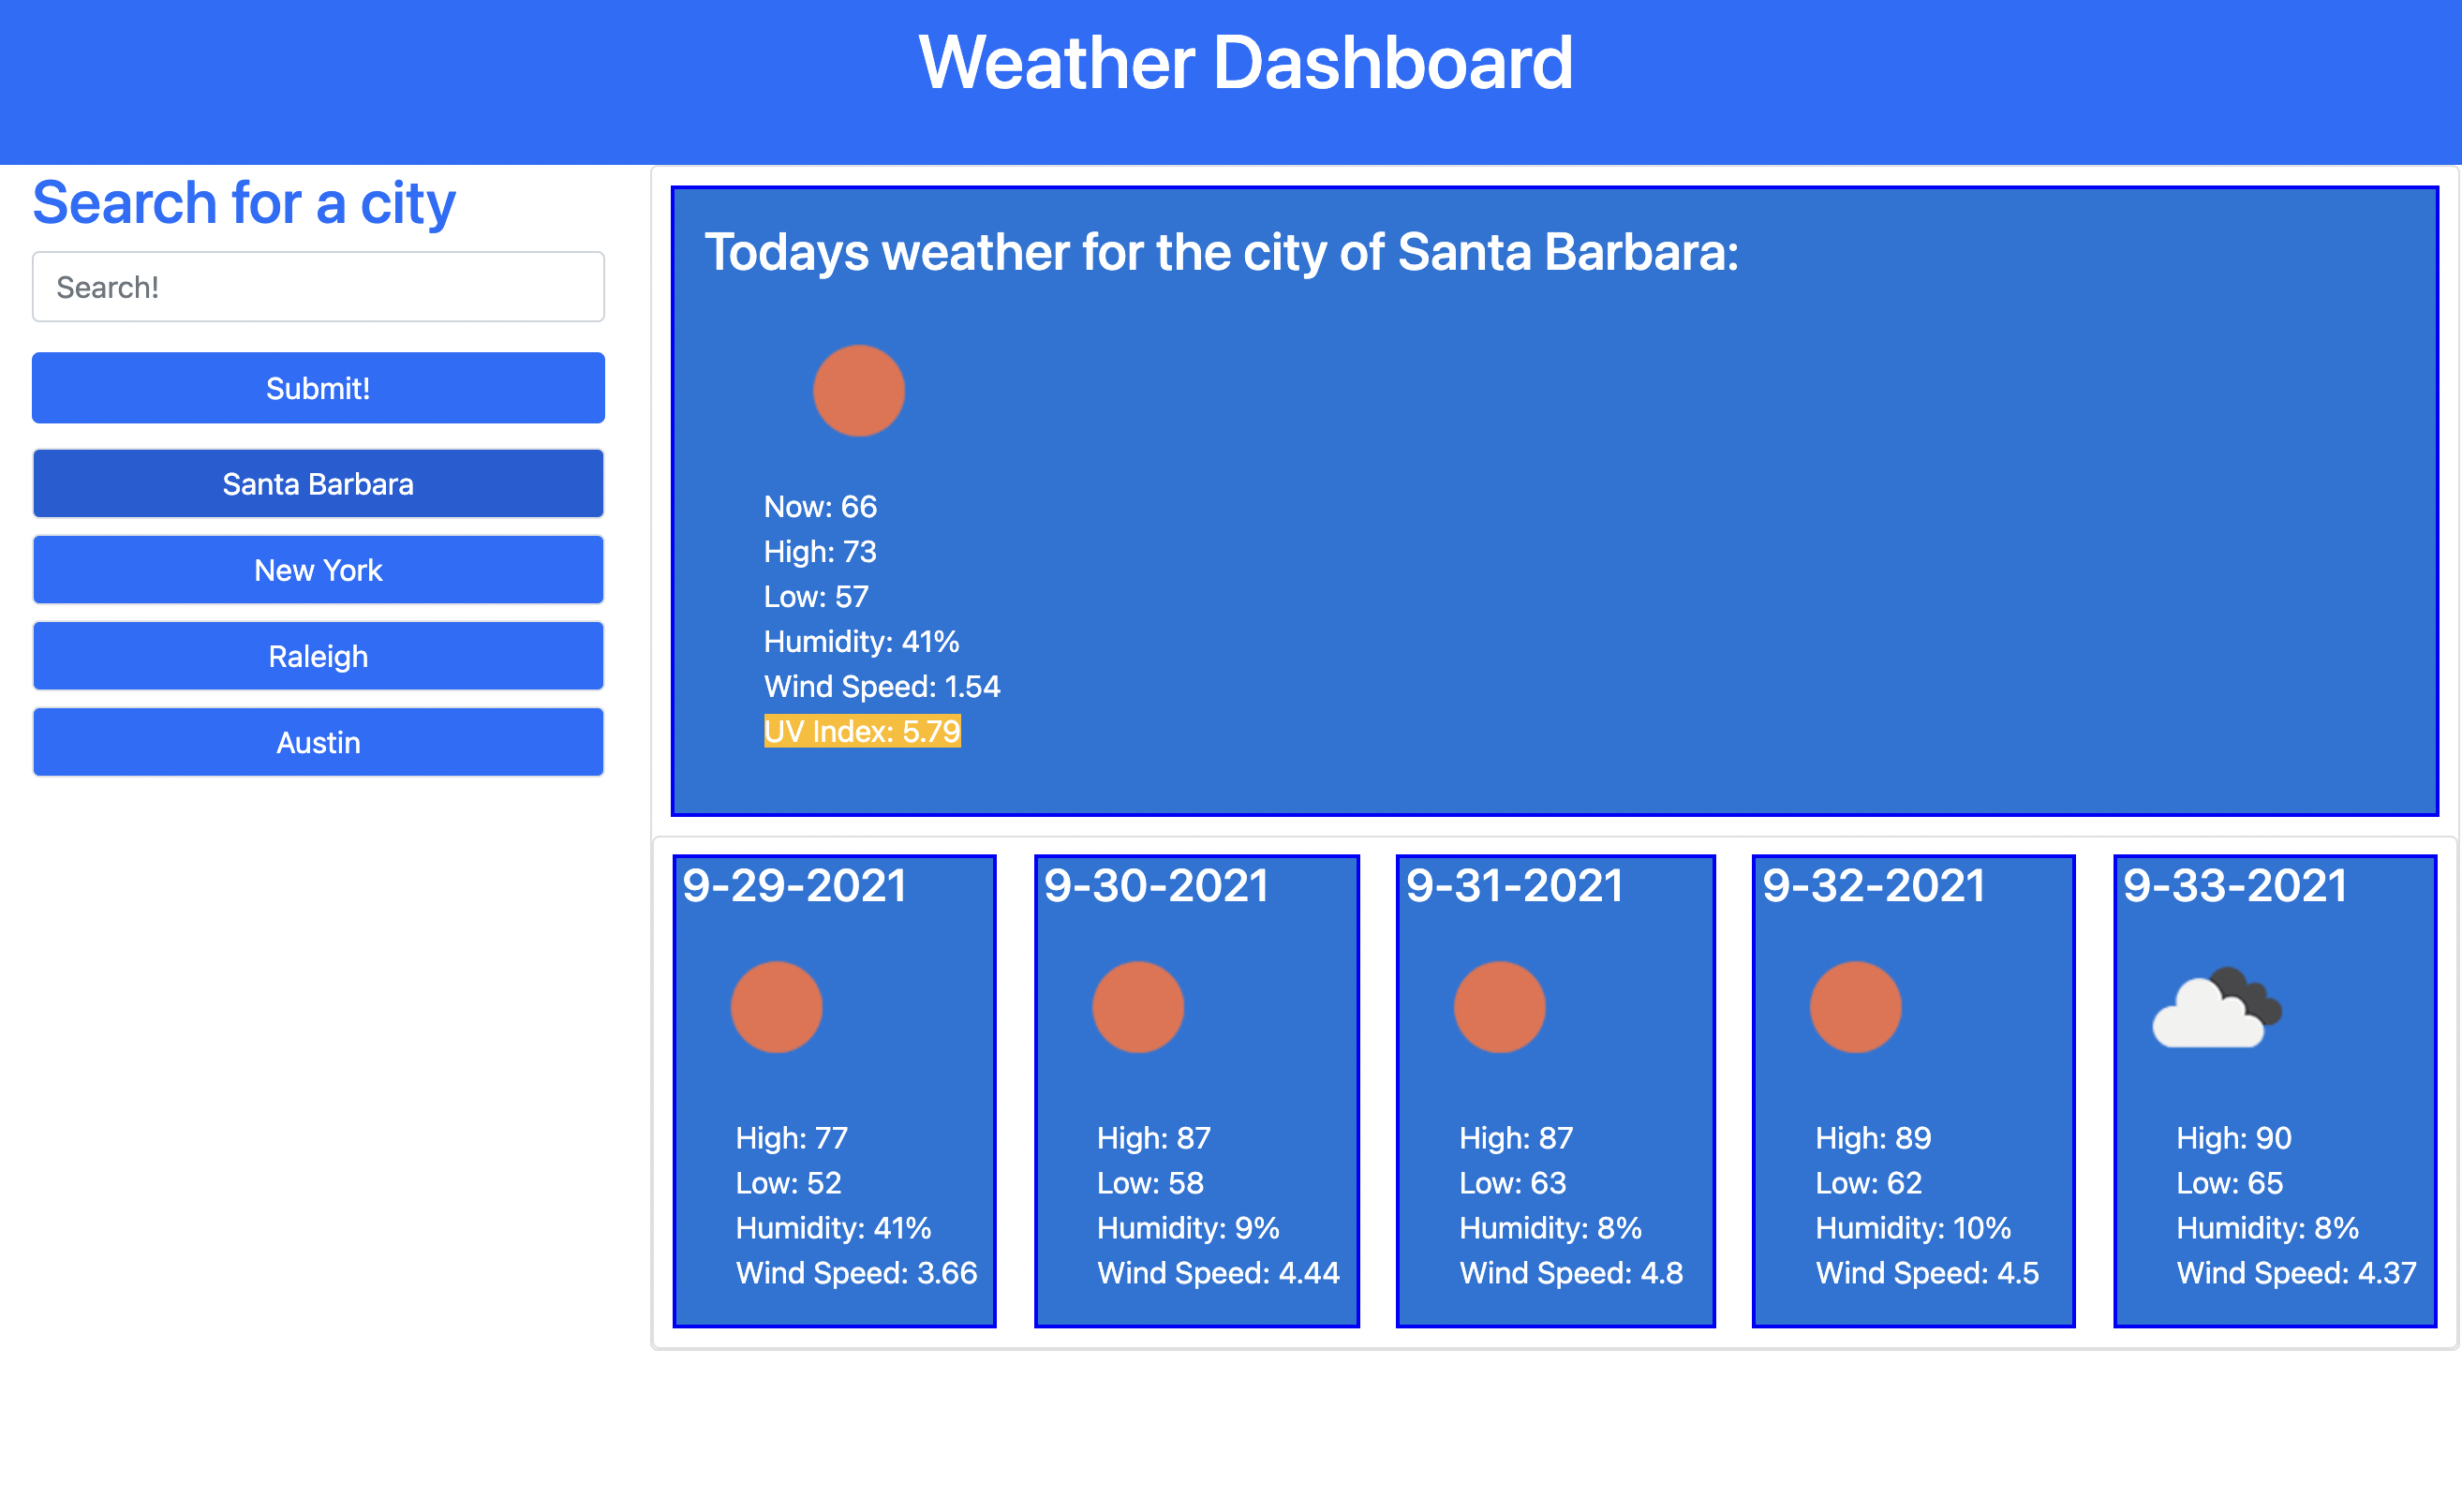 Weather Dashboard
Search for a city
Search!
Submit!
Santa Barbara
New York
Raleigh
Austin
Todays weather for the city of Santa Barbara:
Now: 66
High: 73
Low: 57
Humidity: 41%
Wind Speed: 1.54
UV Index: 5.79
9-29-2021
High: 77
Low: 52
Humidity: 41%
Wind Speed: 3.66
9-30-2021
High: 87
Low: 58
Humidity: 9%
Wind Speed: 4.44
9-31-2021
High: 87
Low: 63
Humidity: 8%
Wind Speed: 4.8
9-32-2021
High: 89
Low: 62
Humidity: 10%
Wind Speed: 4.5
9-33-2021
High: 90
Low: 65
Humidity: 8%
Wind Speed: 4.37